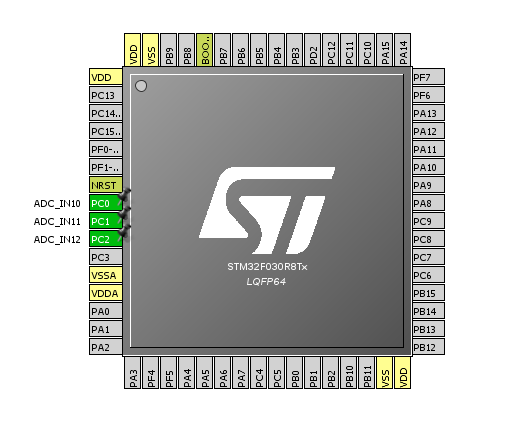 VDD
VSS
PB9
PB8
BOO..
PB7
PB6
PB5
PB4
PB3
PD2
PC12
PC11
PC10
PA15
PA14
VDD
PC13
PC14..
PC15..
PF0-..
PF1-..
NRST
ADC_IN10 PC0
ADC_IN11 PC1
ADC_IN12 PC2
PC3
VSSA
VDDA
PA0
PA1
PA2
ST
STM32F030R8Tx
LQFP64
PF7
PF6
PA13
PA12
PA11
PA10
PA9
PA8
PC9
PC8
PC7
PC6
PB15
PB14
PB13
PB12
PA3
PF4
PF5
PA4
PA5
PA6
PA7
PC4
PC5
PB0
PB1
PB2
PB10
PB11
VSS
VDD